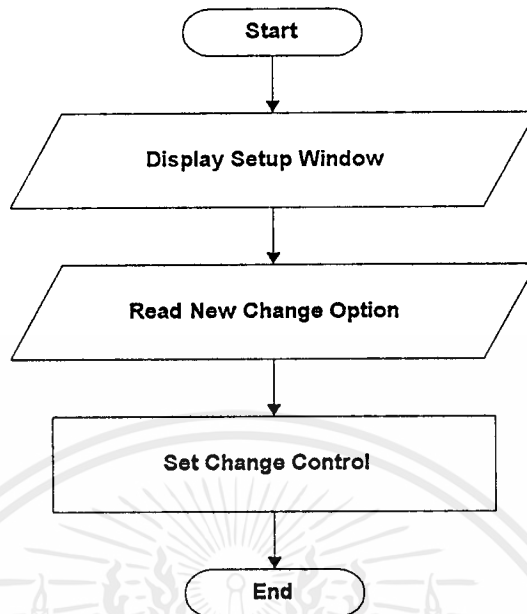 Start
Display Setup Window
Read New Change Option
Set Change Control
End